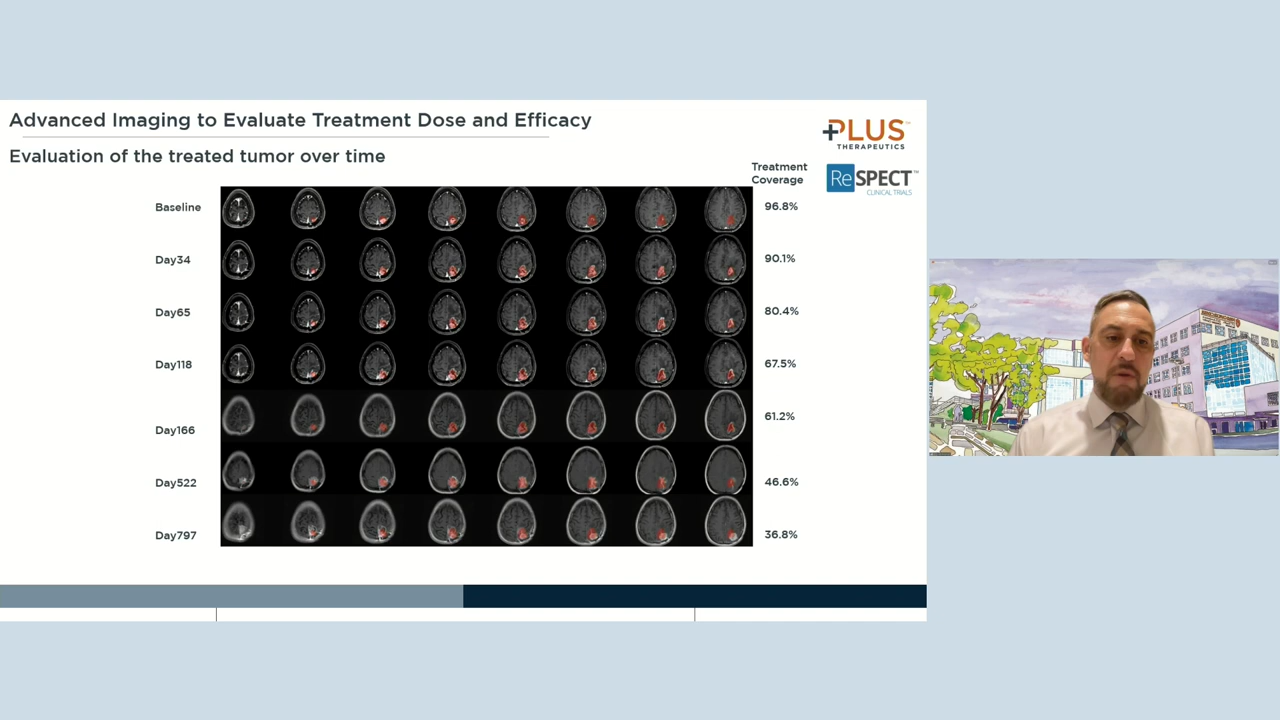 Advanced Imaging to Evaluate Treatment Dose and Efficacy
Evaluation of the treated tumor over time
+PLUS™
THERAPEUTICS
ReSPECT™
CLINICAL TRIALS
Treatment
Coverage
Baseline 96.8%
Day34 90.1%
Day65 80.4%
Day118 67.5%
Day166 61.2%
Day522 46.6%
Day797 36.8%